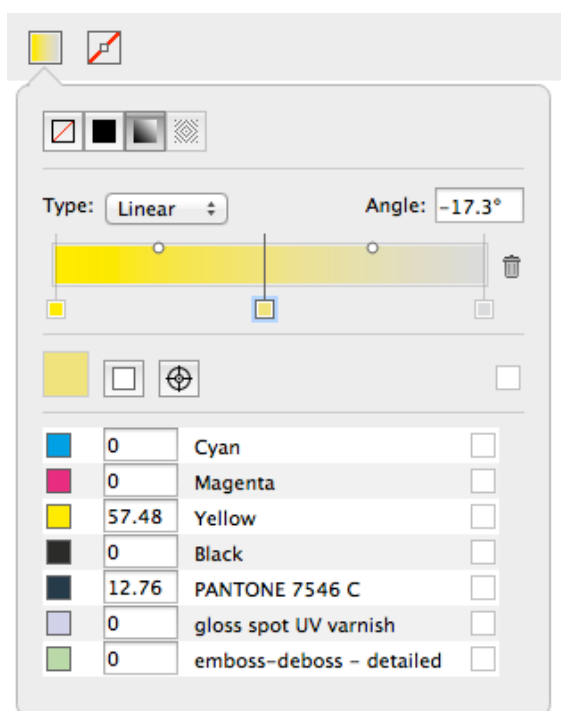 Type: Linear Angle: -17.3°
0 Cyan
0 Magenta
57.48 Yellow
0 Black
12.76 PANTONE 7546 C
0 gloss spot UV varnish
0 emboss-deboss - detailed